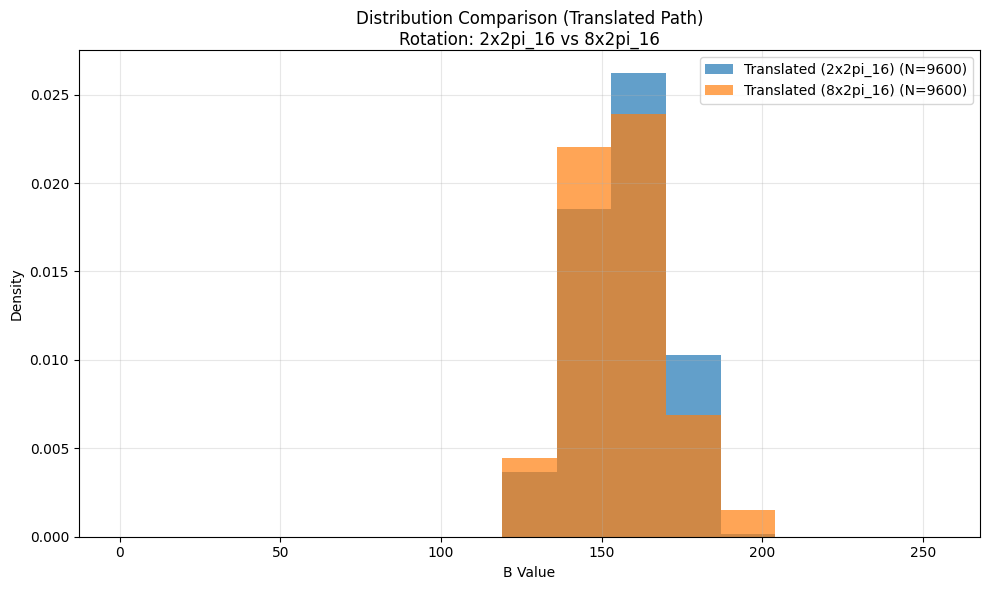 Distribution Comparison (Translated Path)
Rotation: 2x2pi_16 vs 8x2pi_16
Translated (2x2pi_16) (N=9600)
Translated (8x2pi_16) (N=9600)
Density
0.025
0.020
0.015
0.010
0.005
0.000
0 50 100 150 200 250
B Value